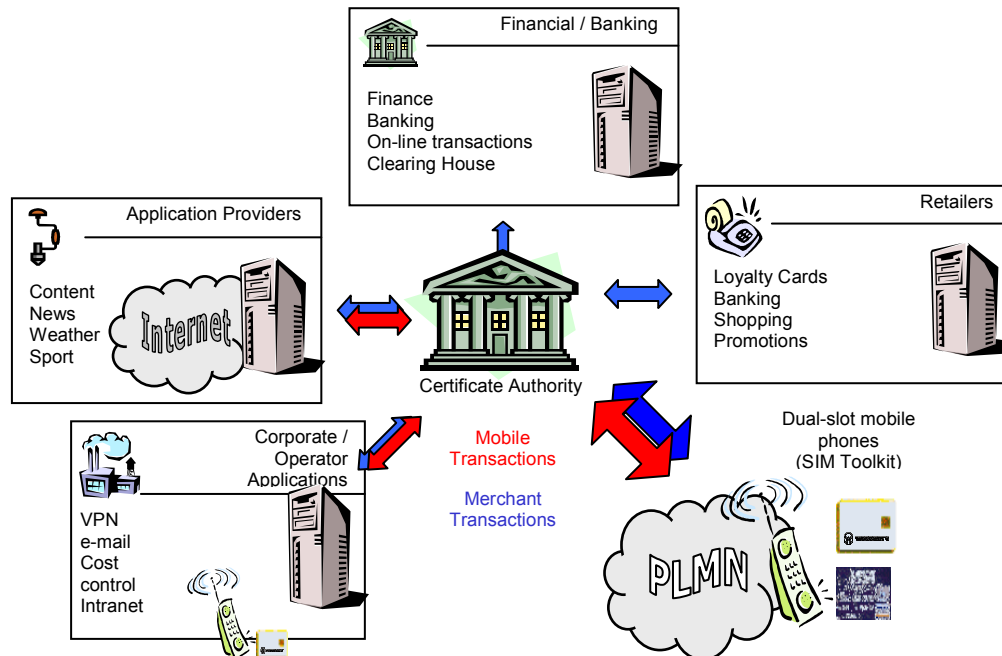 Financial / Banking
Finance
Banking
On-line transactions
Clearing House
Application Providers
Content
News
Weather
Sport
Internet
Retailers
Loyalty Cards
Banking
Shopping
Promotions
Certificate Authority
Corporate /
Operator
Applications
VPN
e-mail
Cost
control
Intranet
Mobile
Transactions
Merchant
Transactions
Dual-slot mobile
phones
(SIM Toolkit)
PLMN